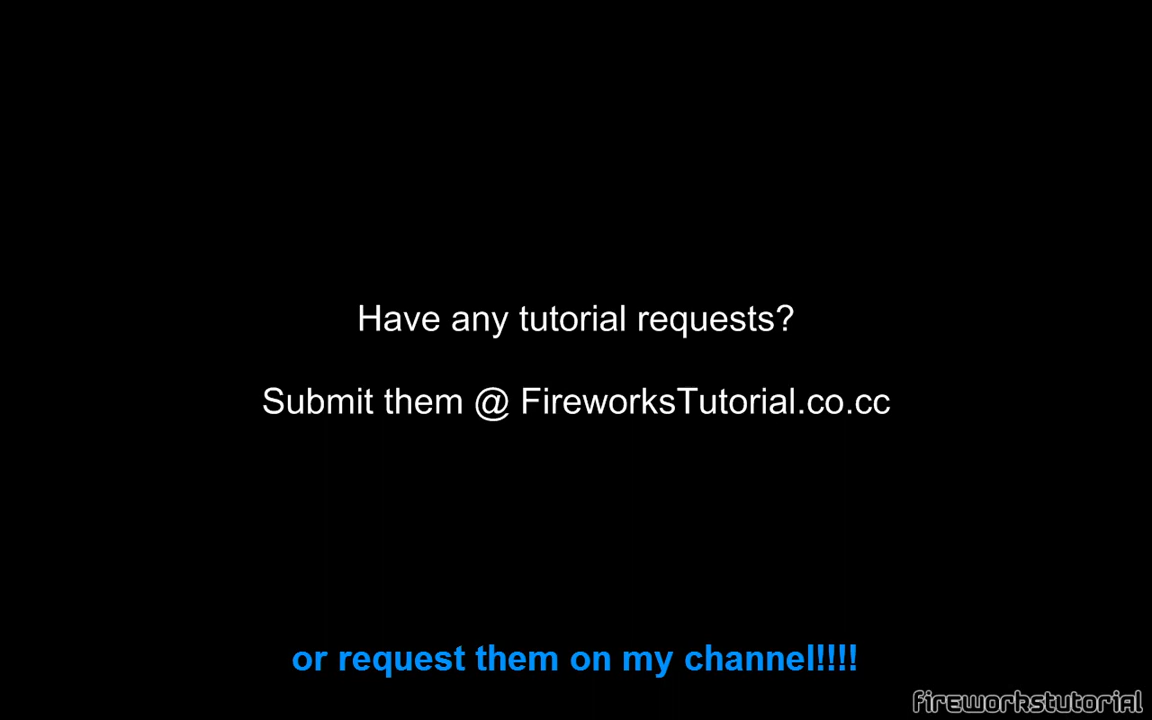 Have any tutorial requests?
Submit them @ FireworksTutorial.co.cc
or request them on my channel!!!!
fireworkstutorial